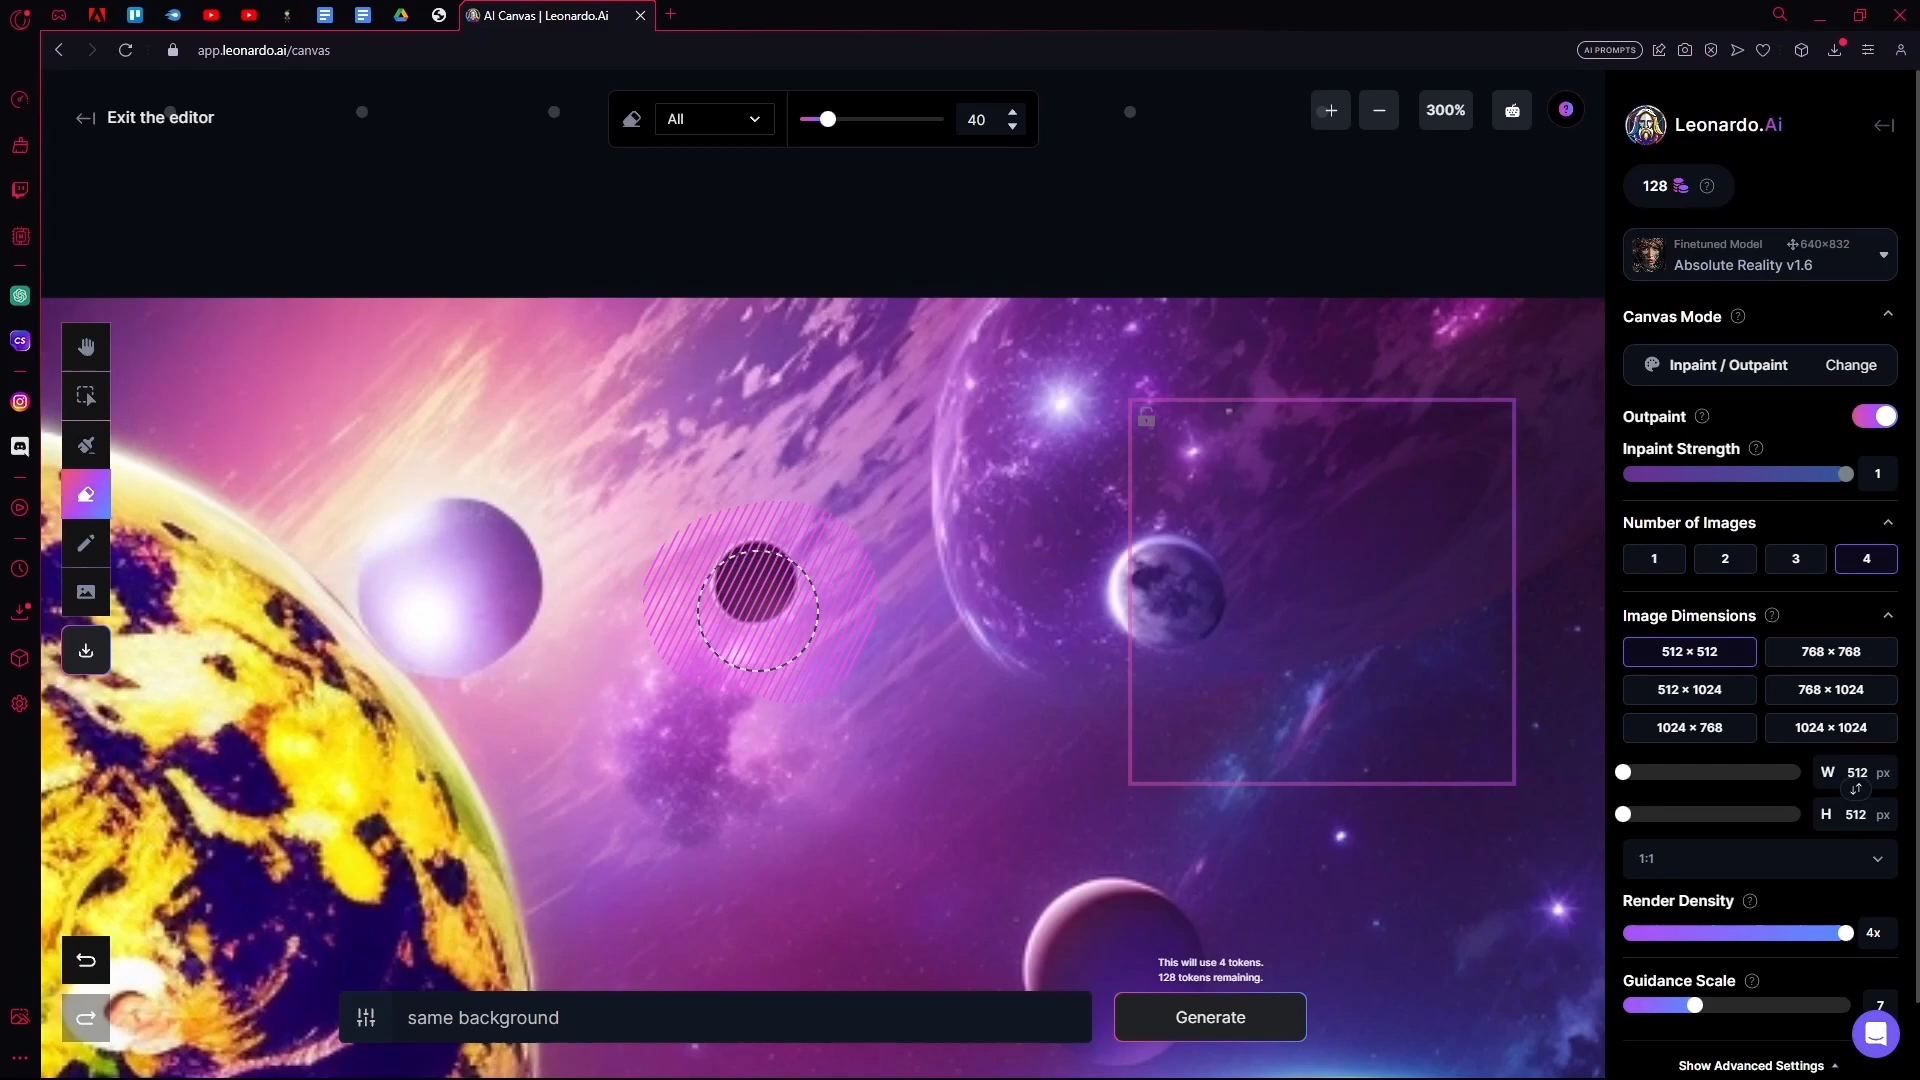 AI Canvas | Leonardo.Ai
app.leonardo.ai/canvas
AI PROMPTS
Exit the editor
All
40
300%
Leonardo.Ai
128
Finetuned Model
640×832
Absolute Reality v1.6
Canvas Mode
Inpaint / Outpaint
Change
Outpaint
Inpaint Strength
1
Number of Images
1
2
3
4
Image Dimensions
512 × 512
768 × 768
512 × 1024
768 × 1024
1024 × 768
1024 × 1024
W 512 px
H 512 px
1:1
Render Density
4x
Guidance Scale
7
Show Advanced Settings
This will use 4 tokens.
128 tokens remaining.
same background
Generate
CS